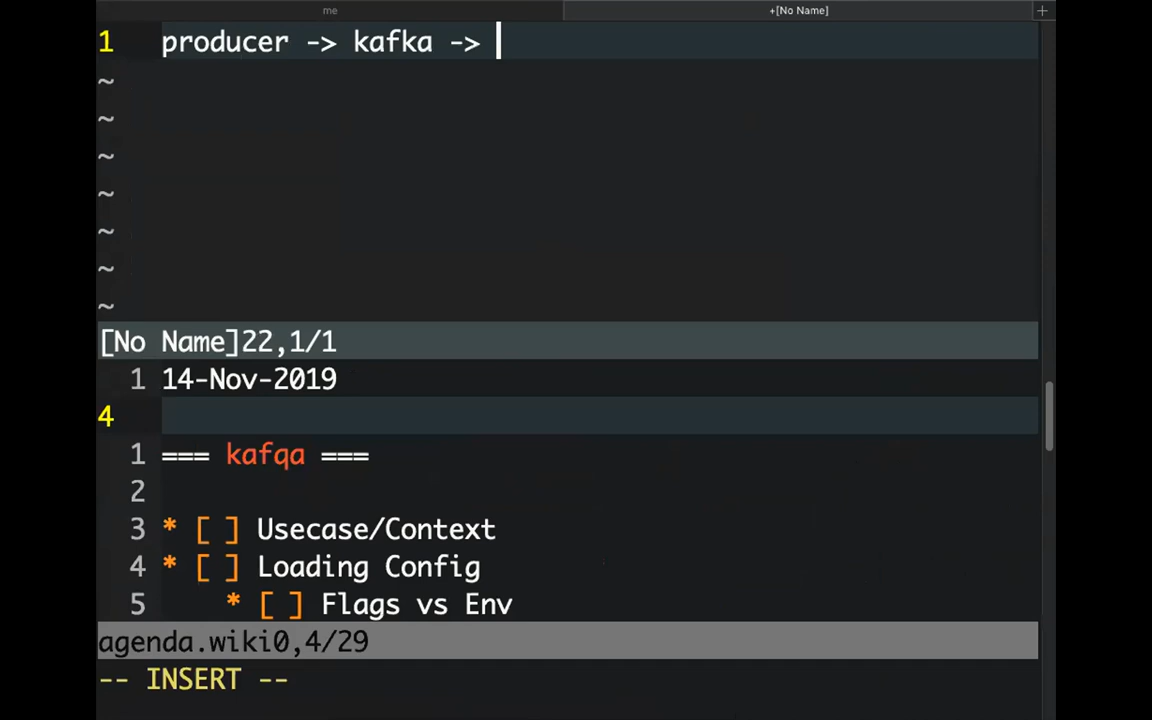 me +[No Name] +
1 producer -> kafka ->
~
~
~
~
~
~
~
[No Name]22,1/1
1 14-Nov-2019
4
1 === kafqa ===
2
3 * [ ] Usecase/Context
4 * [ ] Loading Config
5 * [ ] Flags vs Env
agenda.wiki0,4/29
-- INSERT --